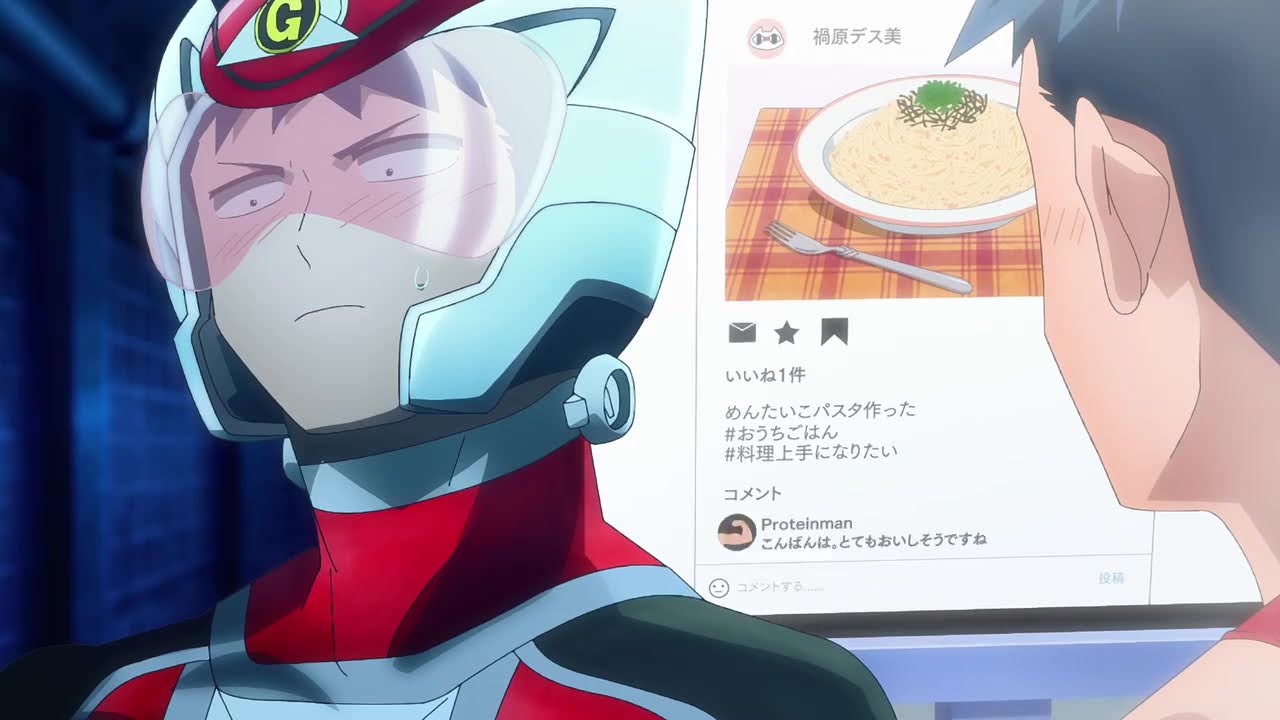 G
禍原デス美
いいね1件
めんたいこパスタ作った
#おうちごはん
#料理上手になりたい
コメント
Proteinman
こんばんは。とてもおいしそうですね
コメントする……
投稿